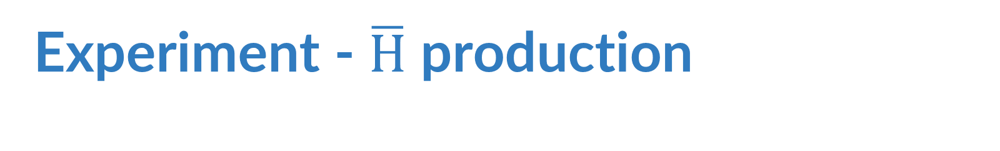 Experiment - H̅ production